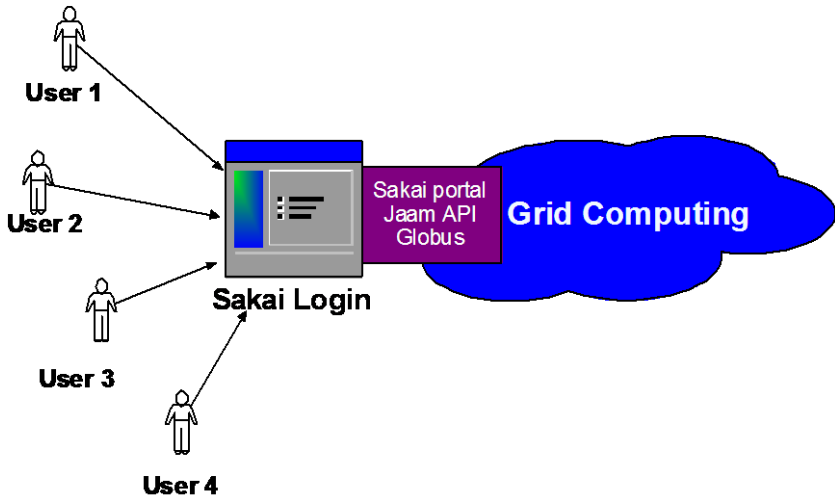 User 1
User 2
Sakai portal
Jaam API
Globus
Grid Computing
Sakai Login
User 3
User 4